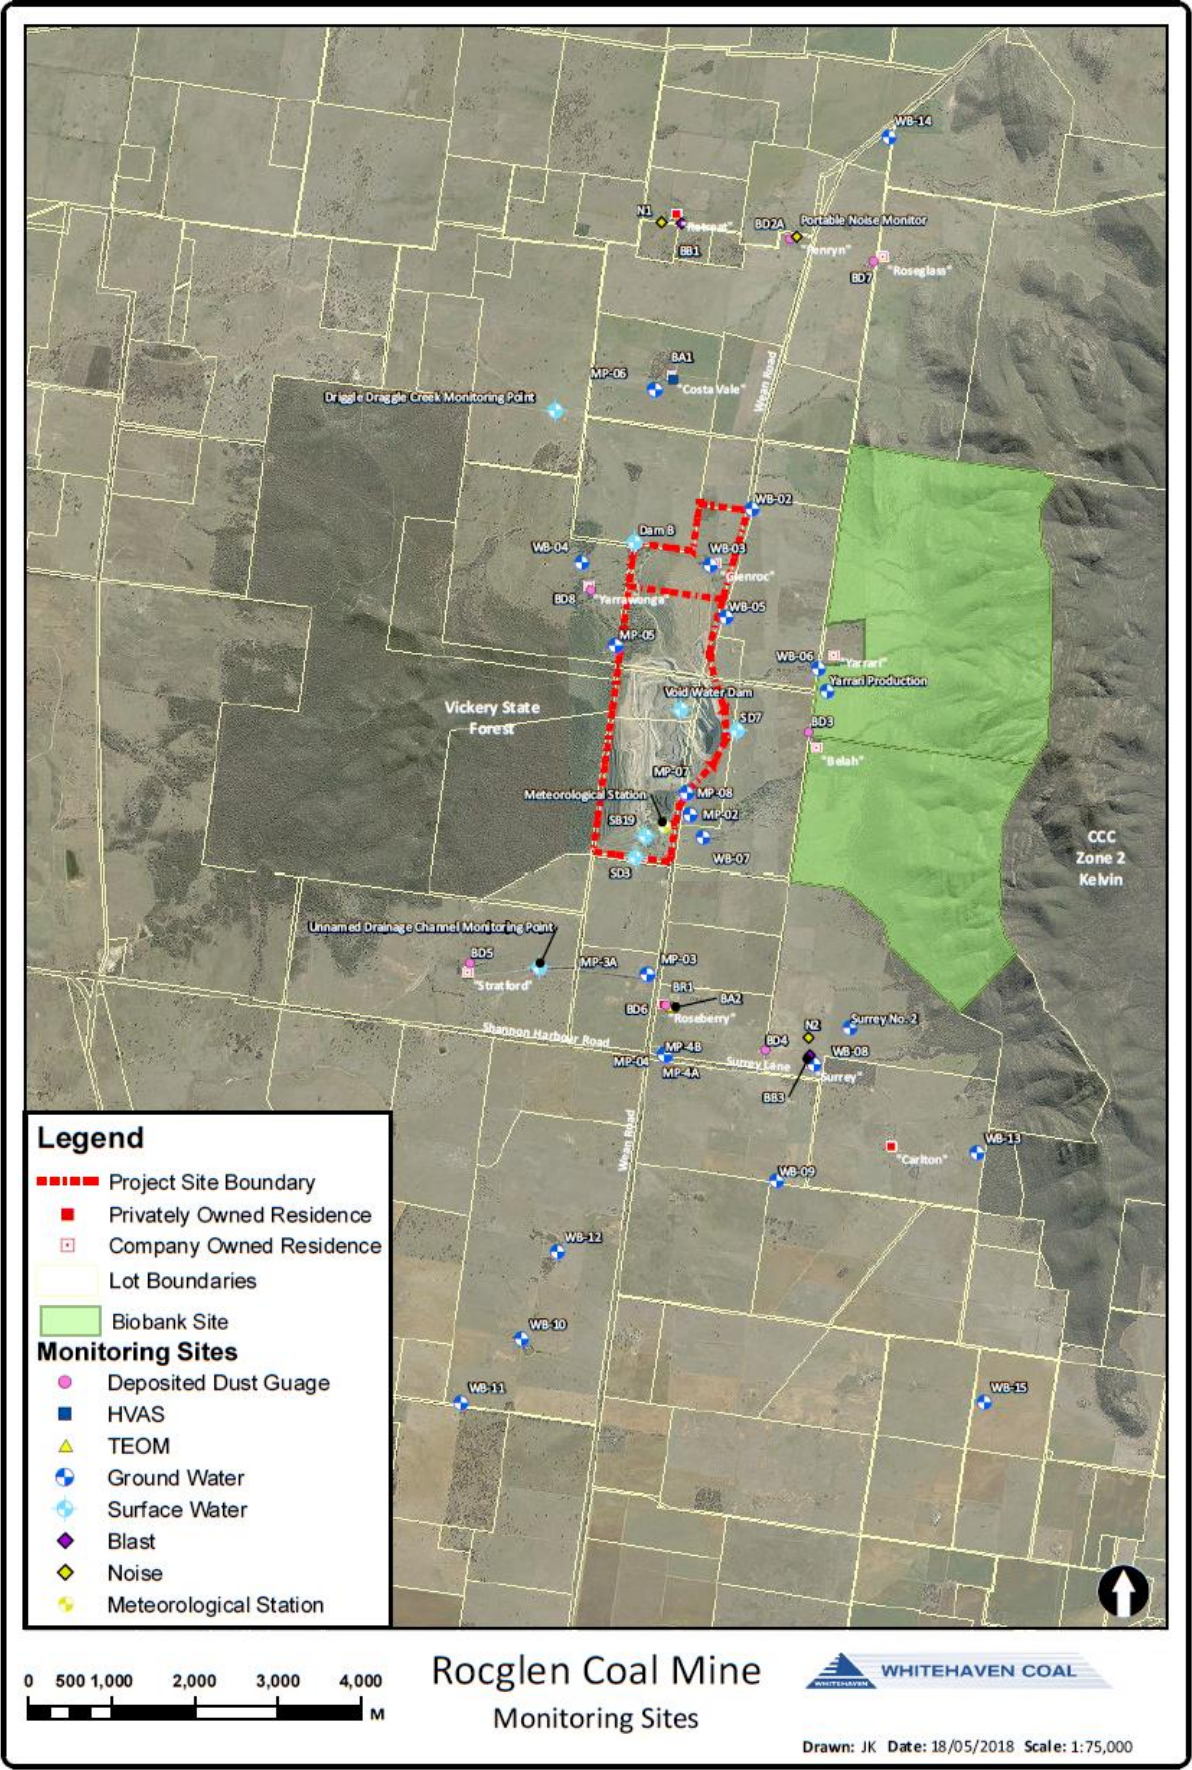 WB-14
N1
"Retreat"
BB1
BD2A
Portable Noise Monitor
"Penryn"
BD7
"Roseglass"
BA1
MP-06
"Costa Vale"
Wean Road
Driggle Draggle Creek Monitoring Point
WB-02
Dam B
WB-04
WB-03
"Glenroc"
BD8
"Yarrawonga"
WB-05
MP-05
WB-06
"Yarrari"
Yarrari Production
Void Water Dam
Vickery State
Forest
SD7
BD3
"Belah"
MP-07
Meteorological Station
MP-08
SB19
MP-02
WB-07
SD3
CCC
Zone 2
Kelvin
Unnamed Drainage Channel Monitoring Point
BD5
"Stratford"
MP-3A
MP-03
BR1
BA2
BD6
"Roseberry"
Shannon Harbour Road
N2
Surrey No. 2
BD4
MP-4B
MP-04
MP-4A
Surrey Lane
WB-08
"Surrey"
BB3
Wean Road
"Carlton"
WB-13
WB-09
WB-12
WB-10
WB-11
WB-15
Legend
Project Site Boundary
Privately Owned Residence
Company Owned Residence
Lot Boundaries
Biobank Site
Monitoring Sites
Deposited Dust Guage
HVAS
TEOM
Ground Water
Surface Water
Blast
Noise
Meteorological Station
0 500 1,000 2,000 3,000 4,000
M
Rocglen Coal Mine
Monitoring Sites
WHITEHAVEN
WHITEHAVEN COAL
Drawn: JK Date: 18/05/2018 Scale: 1:75,000